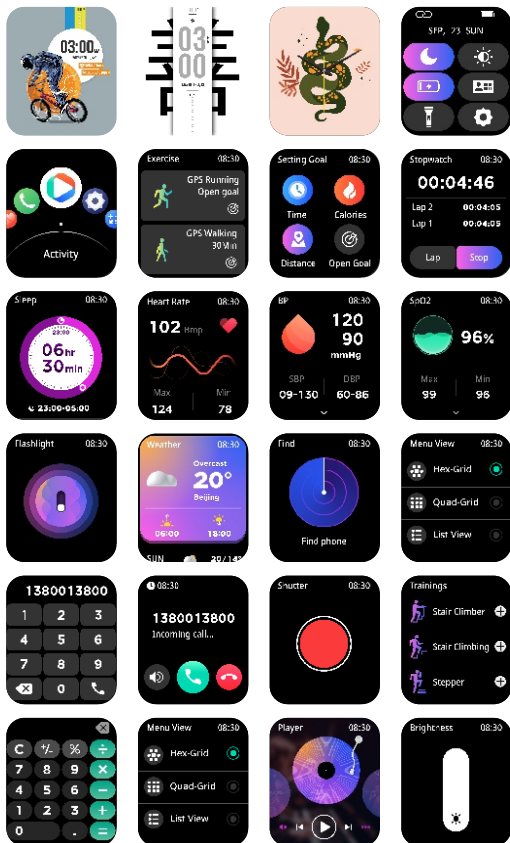 03:00
03
00
SEP, 23 SUN
Activity
Exercise 08:30
GPS Running
Open goal
GPS Walking
30Min
Setting Goal 08:30
Time Calories
Distance Open Goal
Stopwatch 08:30
00:04:46
Lap 2 00:04:05
Lap 1 00:04:05
Lap Stop
Sleep 08:30
23:00
06hr
30min
23:00-06:00
Heart Rate 08:30
102 Bmp
Max Min
124 78
BP 08:30
120
90
mmHg
SBP DBP
09-130 60-86
SpO2 08:30
96%
Max Min
99 96
Flashlight 08:30
Weather 08:30
Overcast
20°
Beijing
06:00 18:00
SUN 20/14°
Find 08:30
Find phone
Menu View 08:30
Hex-Grid
Quad-Grid
List View
1380013800
1 2 3
4 5 6
7 8 9
0
08:30
1380013800
Incoming call...
Shutter 08:30
Trainings
Stair Climber
Stair Climbing
Stepper
C +/- % ÷
7 8 9 ×
4 5 6 −
1 2 3 +
0 . =
Menu View 08:30
Hex-Grid
Quad-Grid
List View
Player 08:30
Brightness 08:30